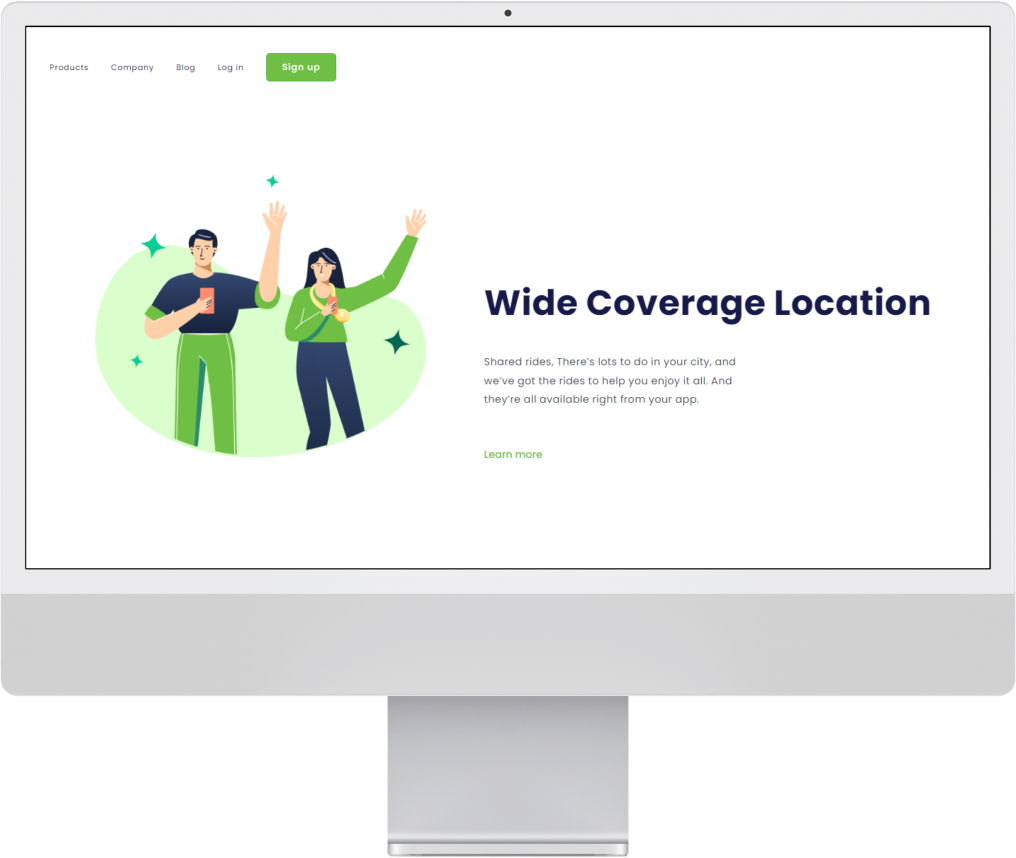 Products Company Blog Log in Sign up
Wide Coverage Location
Shared rides, There's lots to do in your city, and
we've got the rides to help you enjoy it all. And
they're all available right from your app.
Learn more